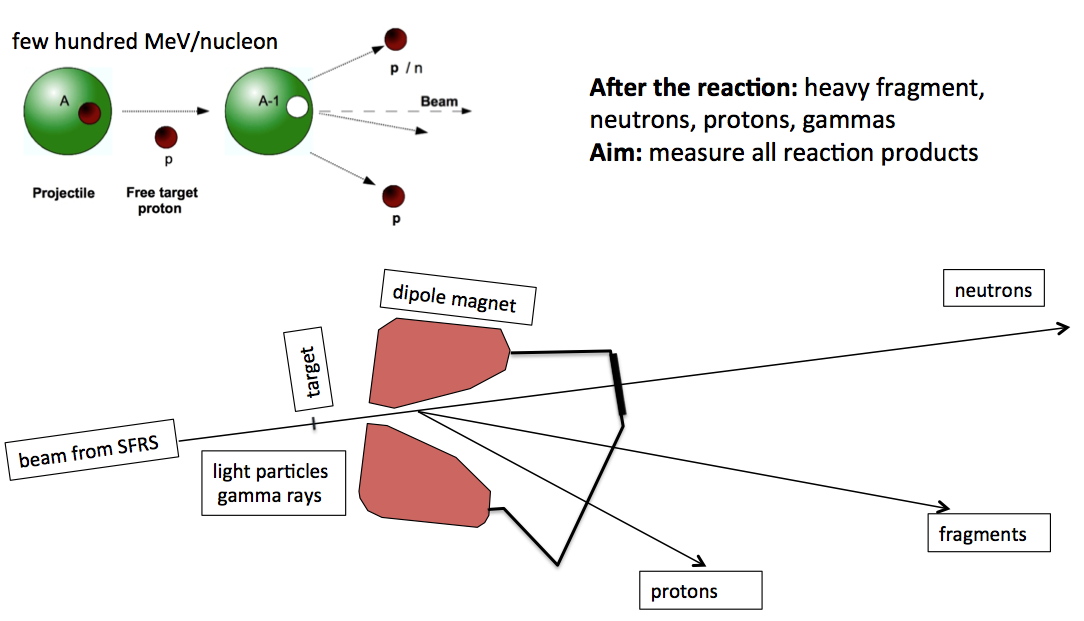 few hundred MeV/nucleon
A
p
Projectile
Free target
proton
A-1
p / n
Beam
p
After the reaction: heavy fragment,
neutrons, protons, gammas
Aim: measure all reaction products
dipole magnet
neutrons
target
beam from SFRS
light particles
gamma rays
fragments
protons